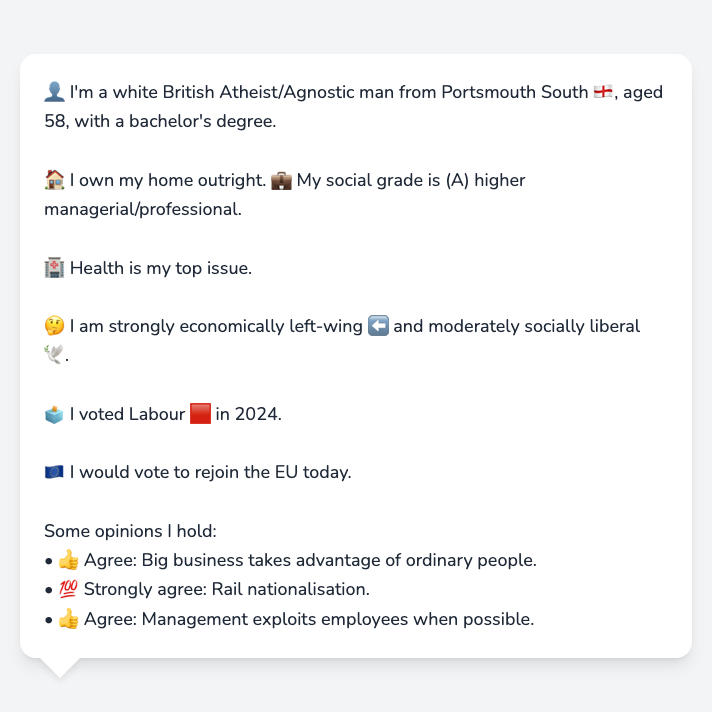 👤 I'm a white British Atheist/Agnostic man from Portsmouth South 🏴󠁧󠁢󠁥󠁮󠁧󠁿, aged
58, with a bachelor's degree.
🏠 I own my home outright. 💼 My social grade is (A) higher
managerial/professional.
🏥 Health is my top issue.
🤔 I am strongly economically left-wing ⬅️ and moderately socially liberal
🕊️.
🗳️ I voted Labour 🟥 in 2024.
🇪🇺 I would vote to rejoin the EU today.
Some opinions I hold:
• 👍 Agree: Big business takes advantage of ordinary people.
• 💯 Strongly agree: Rail nationalisation.
• 👍 Agree: Management exploits employees when possible.